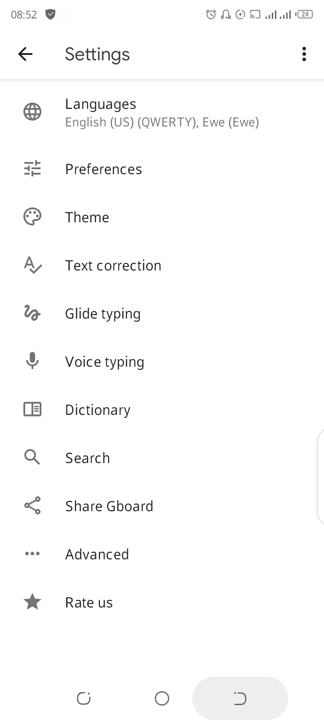 08:52
24
Settings
Languages
English (US) (QWERTY), Ewe (Ewe)
Preferences
Theme
Text correction
Glide typing
Voice typing
Dictionary
Search
Share Gboard
Advanced
Rate us